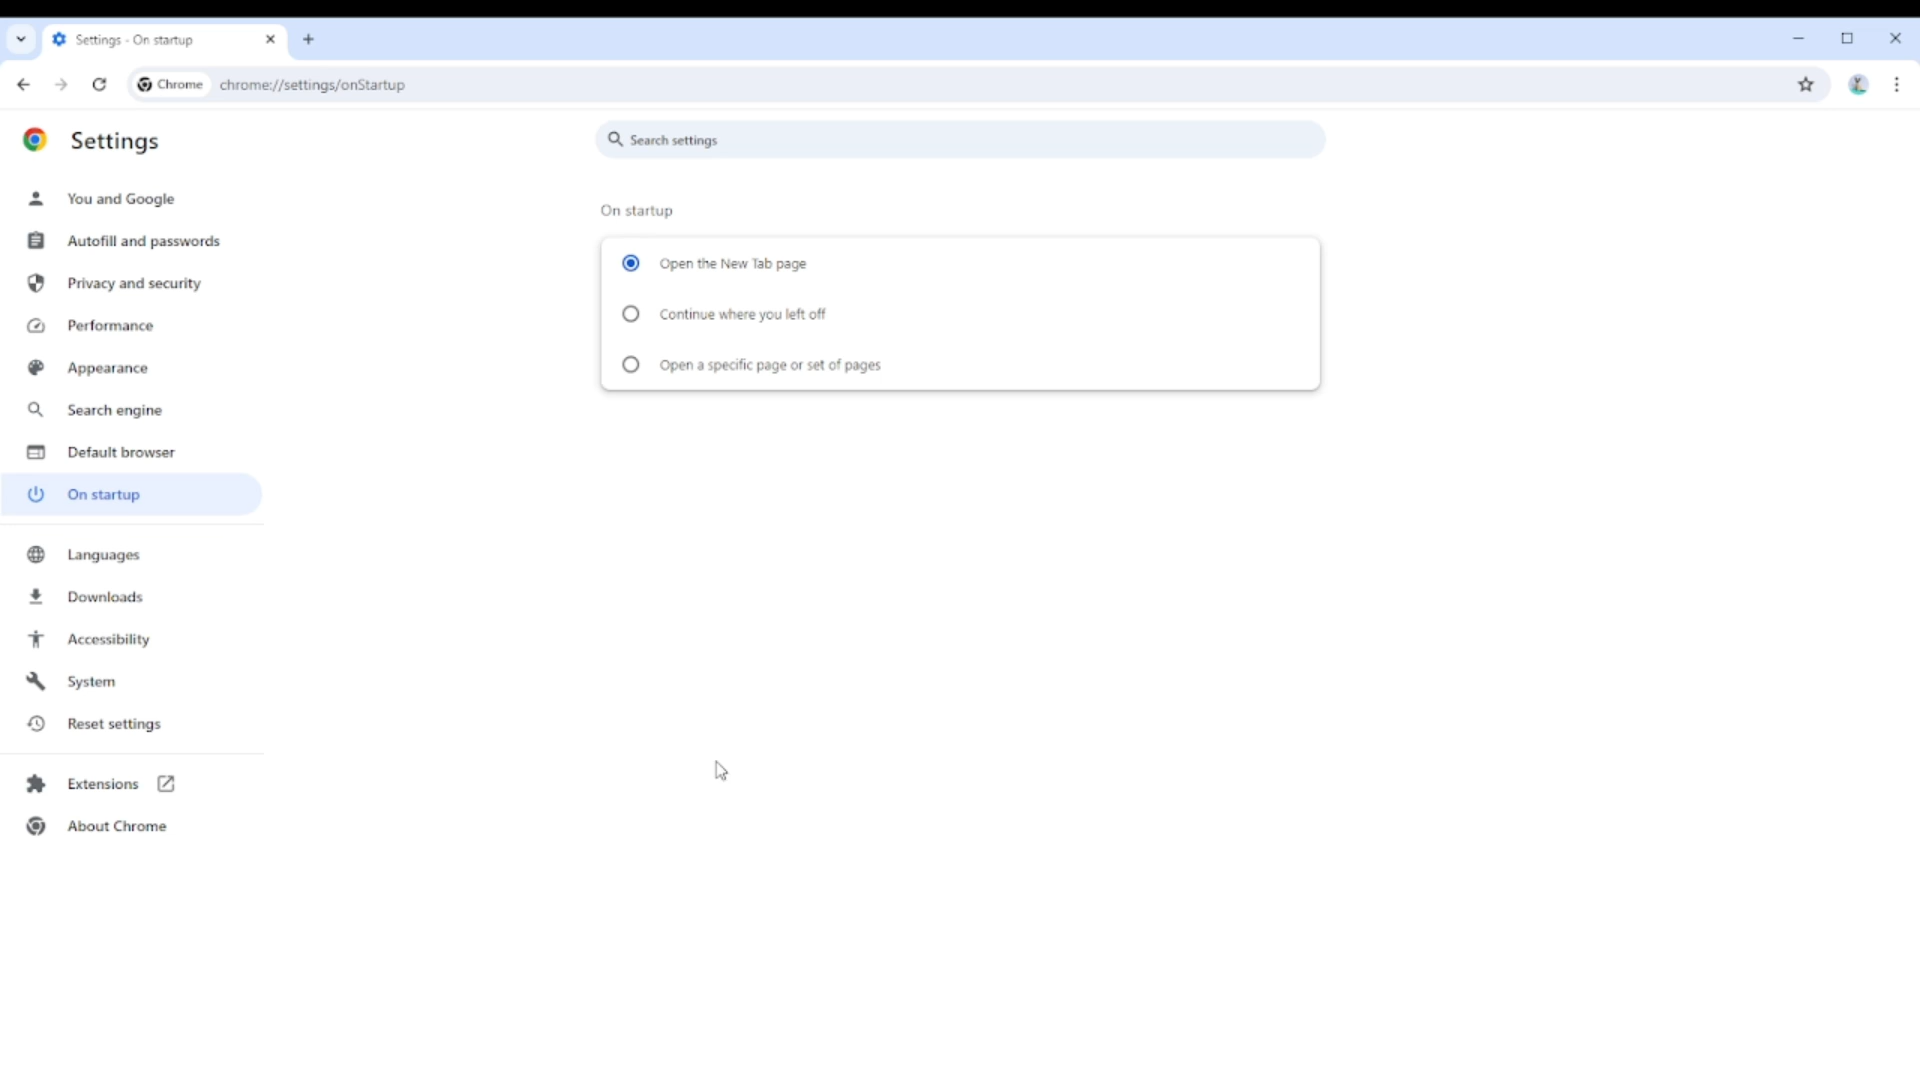 Settings - On startup
Chrome
chrome://settings/onStartup
Settings
Search settings
You and Google
Autofill and passwords
Privacy and security
Performance
Appearance
Search engine
Default browser
On startup
Languages
Downloads
Accessibility
System
Reset settings
Extensions
About Chrome
On startup
Open the New Tab page
Continue where you left off
Open a specific page or set of pages